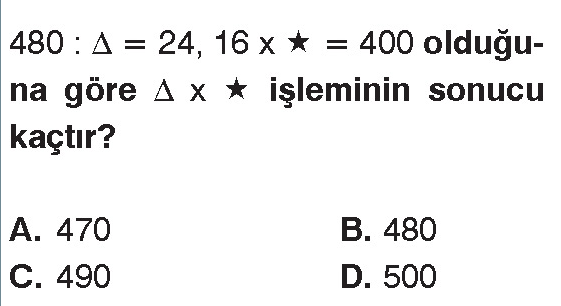 480 : Δ = 24, 16 x ★ = 400 olduğu-
na göre Δ x ★ işleminin sonucu
kaçtır?
A. 470 B. 480
C. 490 D. 500